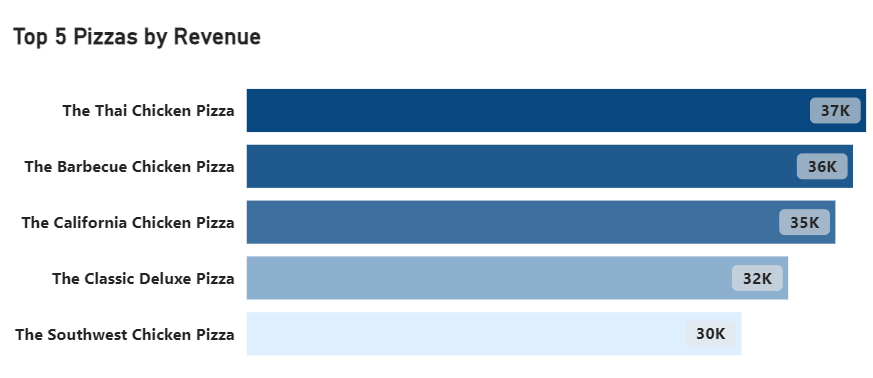 Top 5 Pizzas by Revenue
The Thai Chicken Pizza 37K
The Barbecue Chicken Pizza 36K
The California Chicken Pizza 35K
The Classic Deluxe Pizza 32K
The Southwest Chicken Pizza 30K